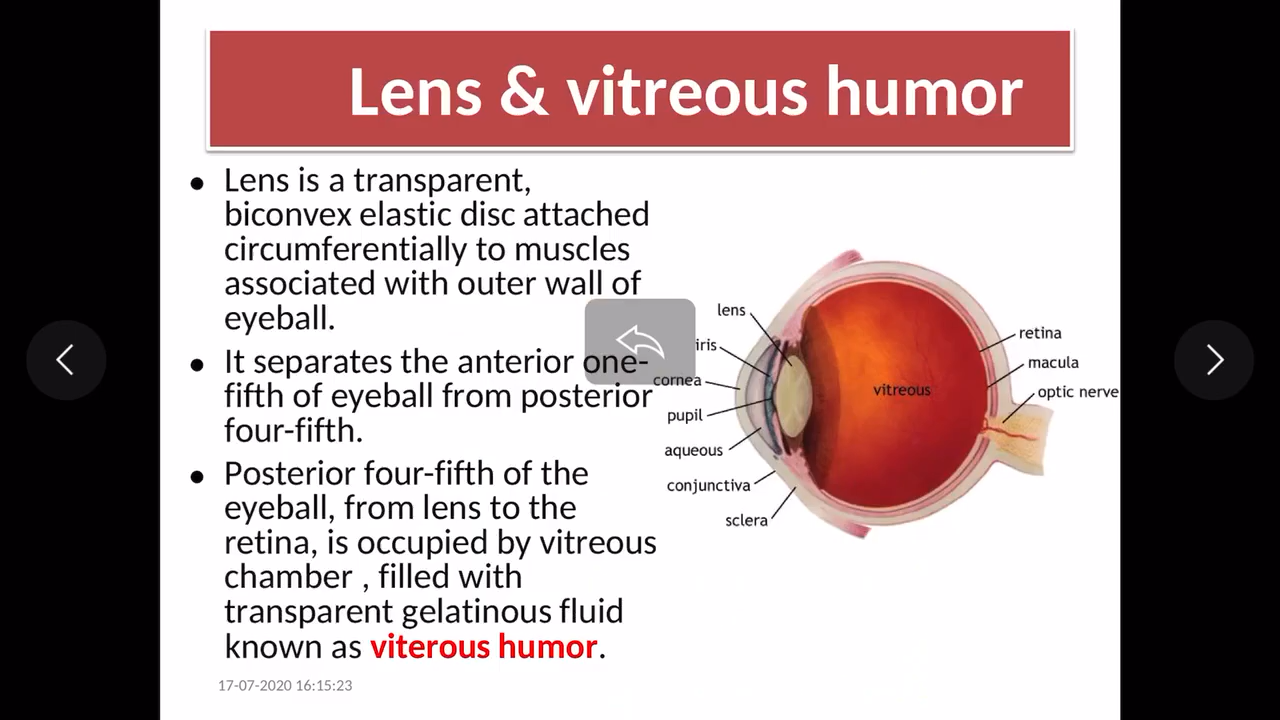 Lens & vitreous humor
• Lens is a transparent,
biconvex elastic disc attached
circumferentially to muscles
associated with outer wall of
eyeball.
• It separates the anterior one-
fifth of eyeball from posterior
four-fifth.
• Posterior four-fifth of the
eyeball, from lens to the
retina, is occupied by vitreous
chamber , filled with
transparent gelatinous fluid
known as viterous humor.
lens
iris
cornea
pupil
aqueous
conjunctiva
sclera
vitreous
retina
macula
optic nerve
17-07-2020 16:15:23